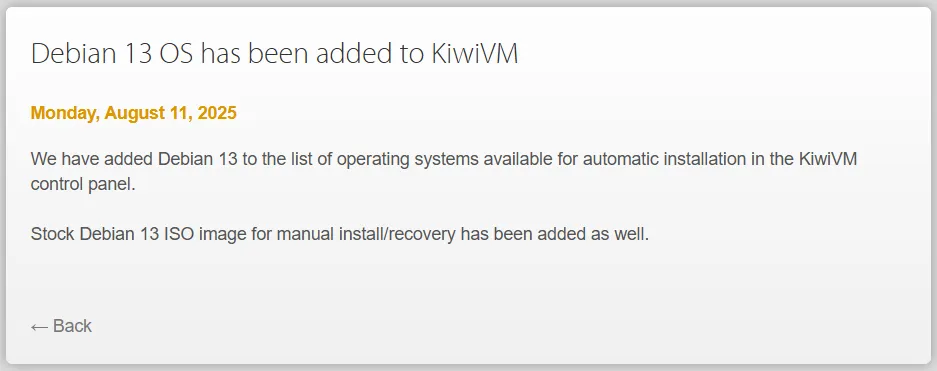 Debian 13 OS has been added to KiwiVM
Monday, August 11, 2025
We have added Debian 13 to the list of operating systems available for automatic installation in the KiwiVM
control panel.
Stock Debian 13 ISO image for manual install/recovery has been added as well.
← Back